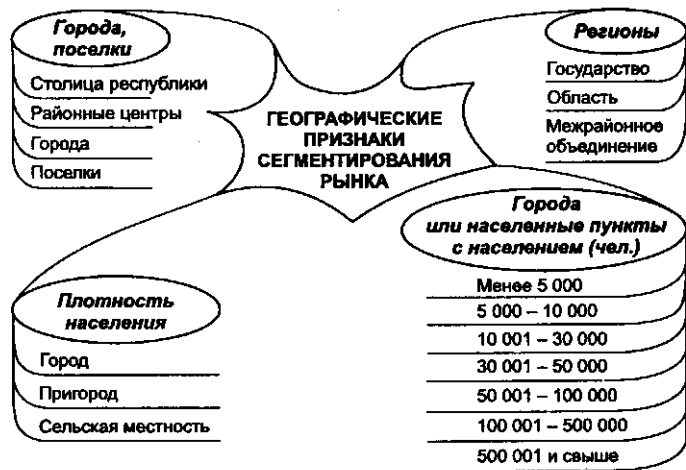 Города,
поселки
Столица республики
Районные центры
Города
Поселки
ГЕОГРАФИЧЕСКИЕ
ПРИЗНАКИ
СЕГМЕНТИРОВАНИЯ
РЫНКА
Регионы
Государство
Область
Межрайонное
объединение
Плотность
населения
Город
Пригород
Сельская местность
Города
или населенные пункты
с населением (чел.)
Менее 5 000
5 000 – 10 000
10 001 – 30 000
30 001 – 50 000
50 001 – 100 000
100 001 – 500 000
500 001 и свыше